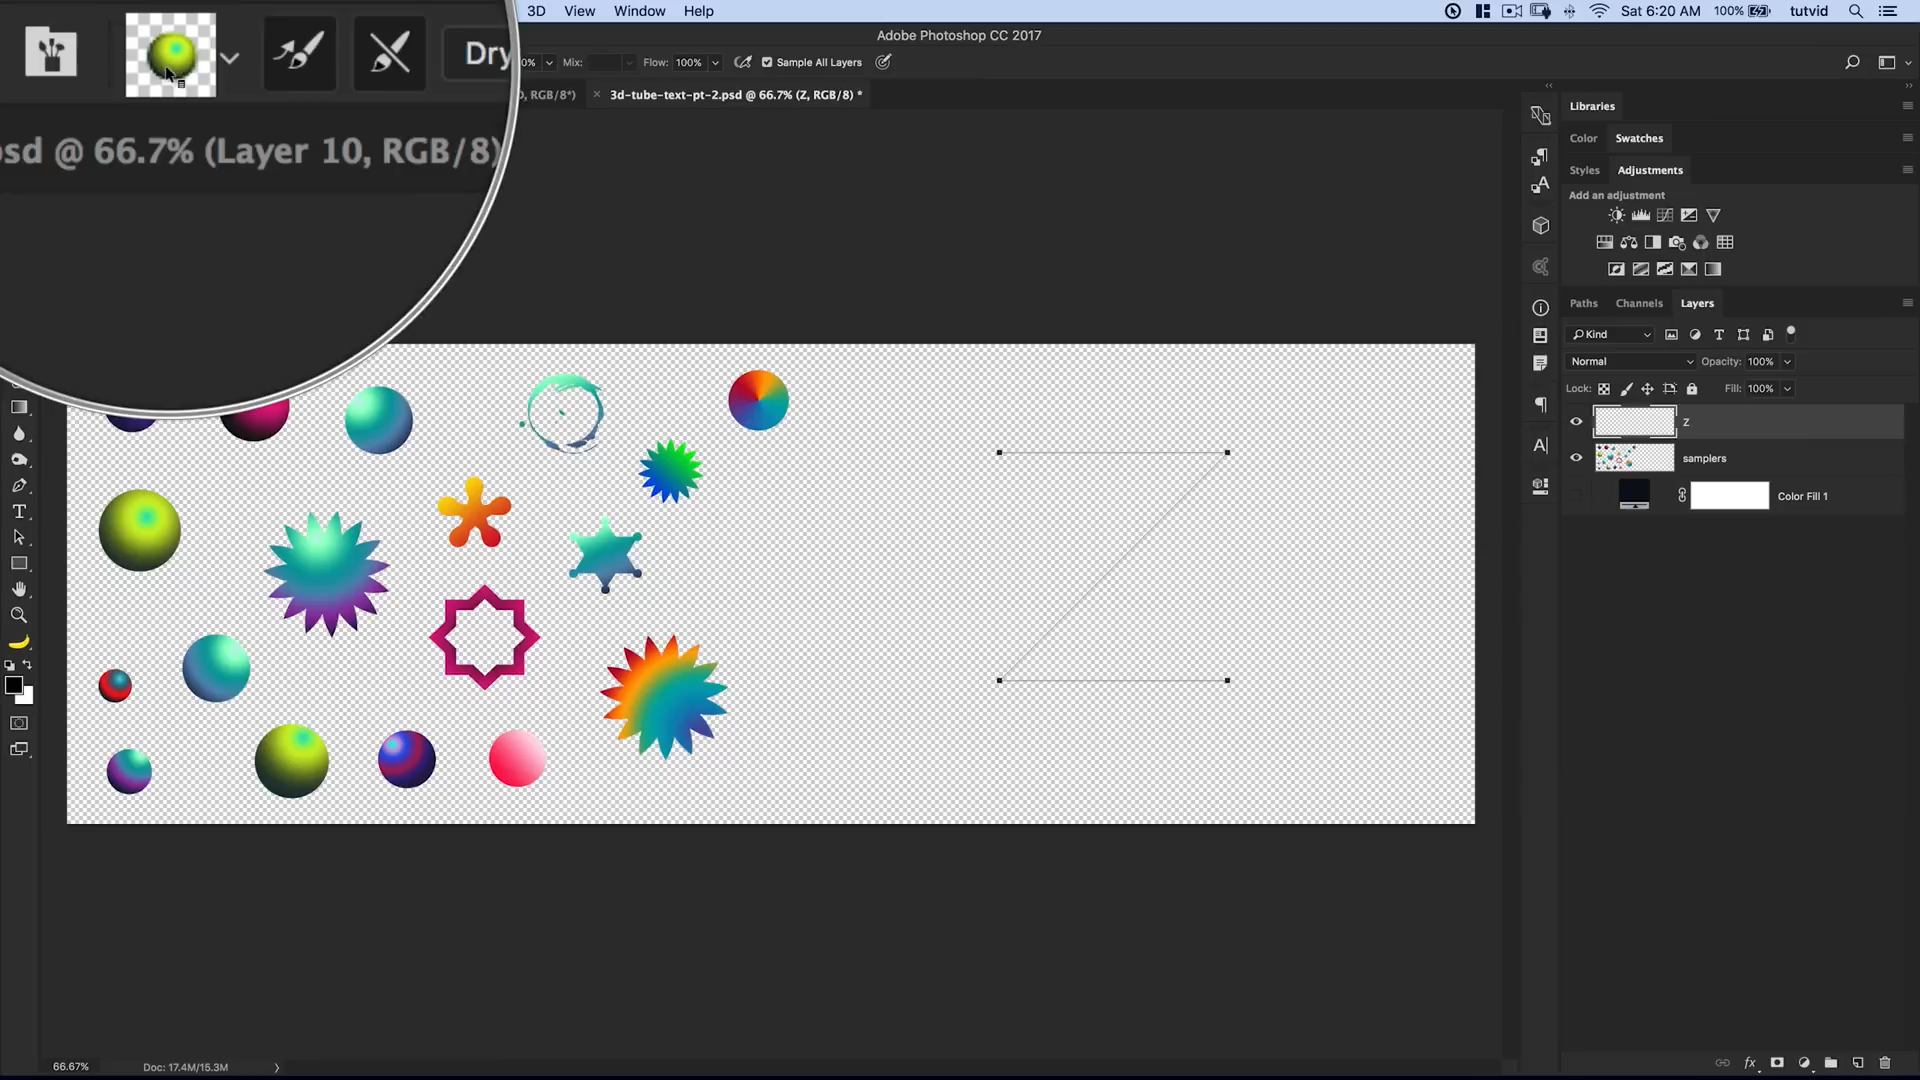 3D View Window Help
Sat 6:20 AM 100% tutvid
Adobe Photoshop CC 2017
Dry
0% Mix: Flow: 100% Sample All Layers
0, RGB/8*) × 3d-tube-text-pt-2.psd @ 66.7% (Z, RGB/8) *
sd @ 66.7% (Layer 10, RGB/8)
Libraries
Color Swatches
Styles Adjustments
Add an adjustment
Paths Channels Layers
Kind
Normal Opacity: 100%
Lock: Fill: 100%
Z
samplers
Color Fill 1
66.67% Doc: 17.4M/15.3M